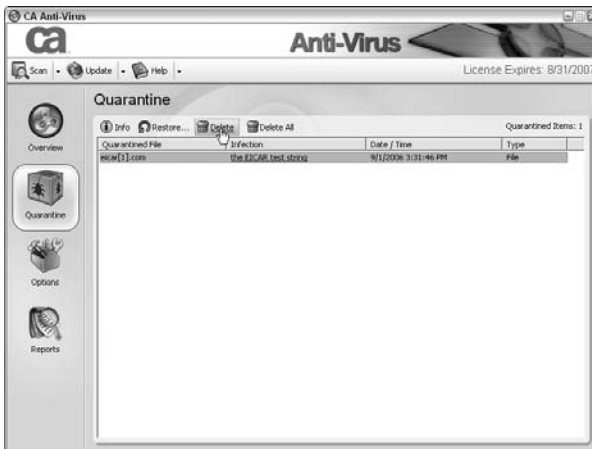 CA Anti-Virus
ca
Anti-Virus
Scan Update Help License Expires: 8/31/2007
Quarantine
Info Restore... Delete Delete All Quarantined Items: 1
Quarantined File Infection Date / Time Type
eicar[1].com the EICAR test string 9/1/2006 3:31:46 PM File
Overview
Quarantine
Options
Reports